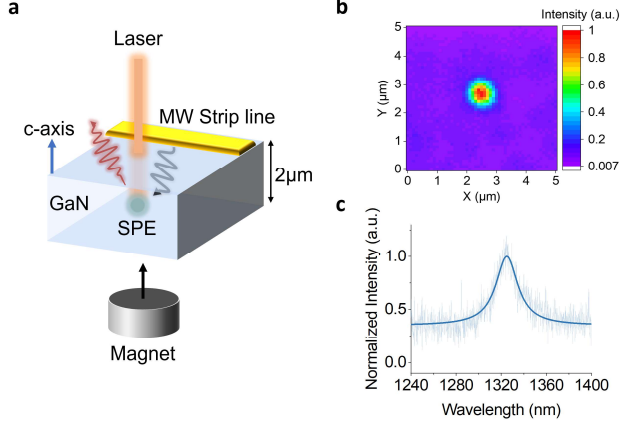 a
Laser
MW Strip line
c-axis
2μm
GaN
SPE
Magnet
b
Intensity (a.u.)
5
4
3
2
1
0
Y (μm)
0 1 2 3 4 5
X (μm)
1
0.8
0.6
0.4
0.2
0.007
c
Normalized Intensity (a.u.)
1.0
0.5
0.0
1240 1280 1320 1360 1400
Wavelength (nm)